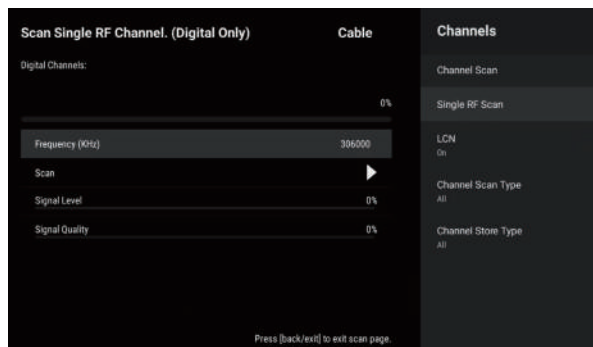 Scan Single RF Channel. (Digital Only) Cable
Digital Channels:
0%
Frequency (KHz) 306000
Scan
Signal Level 0%
Signal Quality 0%
Press [back/exit] to exit scan page.
Channels
Channel Scan
Single RF Scan
LCN
On
Channel Scan Type
All
Channel Store Type
All